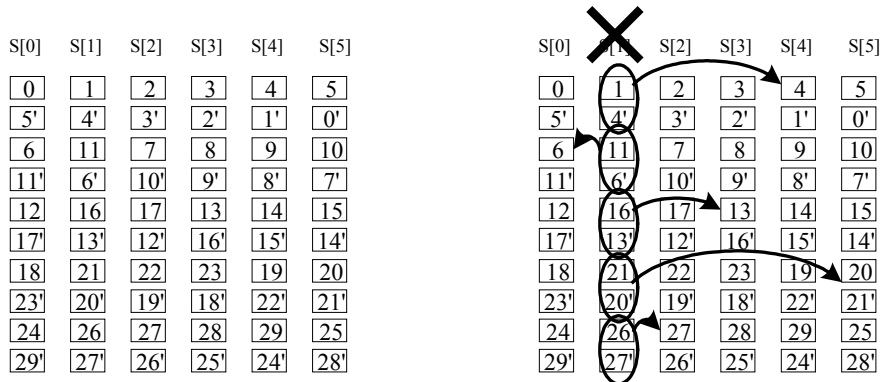 S[0] S[1] S[2] S[3] S[4] S[5]
0 1 2 3 4 5
5' 4' 3' 2' 1' 0'
6 11 7 8 9 10
11' 6' 10' 9' 8' 7'
12 16 17 13 14 15
17' 13' 12' 16' 15' 14'
18 21 22 23 19 20
23' 20' 19' 18' 22' 21'
24 26 27 28 29 25
29' 27' 26' 25' 24' 28'
S[0] S[1] S[2] S[3] S[4] S[5]
0 1 2 3 4 5
5' 4' 3' 2' 1' 0'
6 11 7 8 9 10
11' 6' 10' 9' 8' 7'
12 16 17 13 14 15
17' 13' 12' 16' 15' 14'
18 21 22 23 19 20
23' 20' 19' 18' 22' 21'
24 26 27 28 29 25
29' 27' 26' 25' 24' 28'